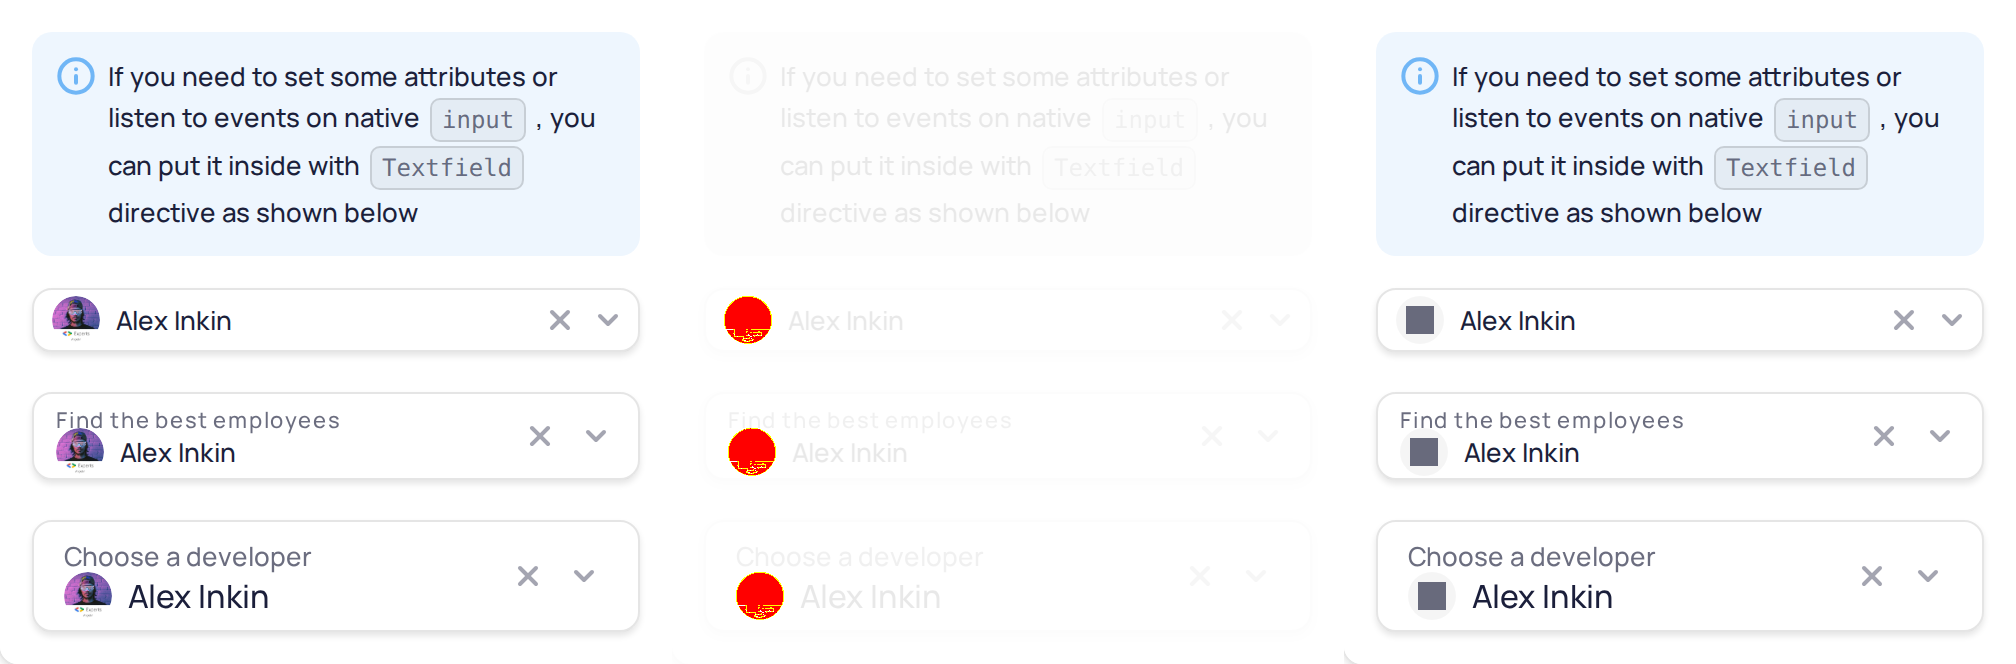 If you need to set some attributes or
listen to events on native input , you
can put it inside with Textfield
directive as shown below
Alex Inkin
Find the best employees
Alex Inkin
Choose a developer
Alex Inkin
If you need to set some attributes or
listen to events on native input , you
can put it inside with Textfield
directive as shown below
Alex Inkin
Find the best employees
Alex Inkin
Choose a developer
Alex Inkin
If you need to set some attributes or
listen to events on native input , you
can put it inside with Textfield
directive as shown below
Alex Inkin
Find the best employees
Alex Inkin
Choose a developer
Alex Inkin